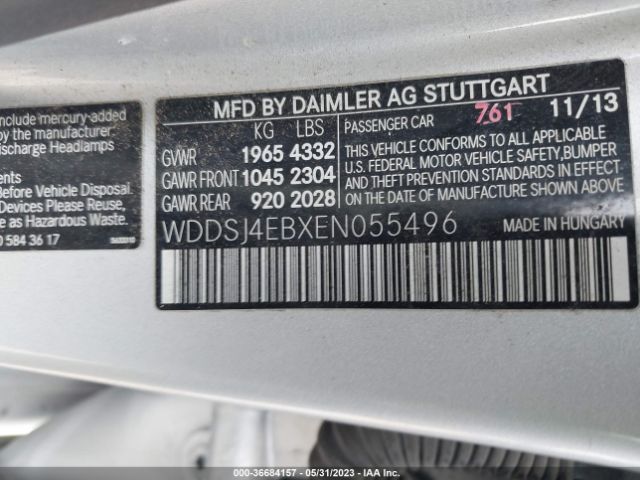 nclude mercury-added
by the manufacturer.
ischarge Headlamps
nents
Before Vehicle Disposal.
Devices Please Reuse,
as Hazardous Waste.
0 584 36 17
MFD BY DAIMLER AG STUTTGART
KG LBS
GVWR 1965 4332
GAWR FRONT 1045 2304
GAWR REAR 920 2028
PASSENGER CAR 761 11/13
THIS VEHICLE CONFORMS TO ALL APPLICABLE
U.S. FEDERAL MOTOR VEHICLE SAFETY, BUMPER
AND THEFT PREVENTION STANDARDS IN EFFECT
ON THE DATE OF MANUFACTURE SHOWN ABOVE.
WDDSJ4EBXEN055496
MADE IN HUNGARY
000-36684157 - 05/31/2023 - IAA Inc.